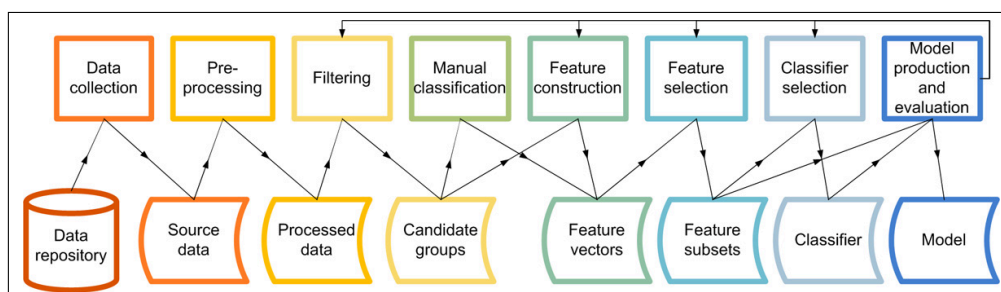 Data
collection
Pre-
processing
Filtering
Manual
classification
Feature
construction
Feature
selection
Classifier
selection
Model
production
and
evaluation
Data
repository
Source
data
Processed
data
Candidate
groups
Feature
vectors
Feature
subsets
Classifier
Model